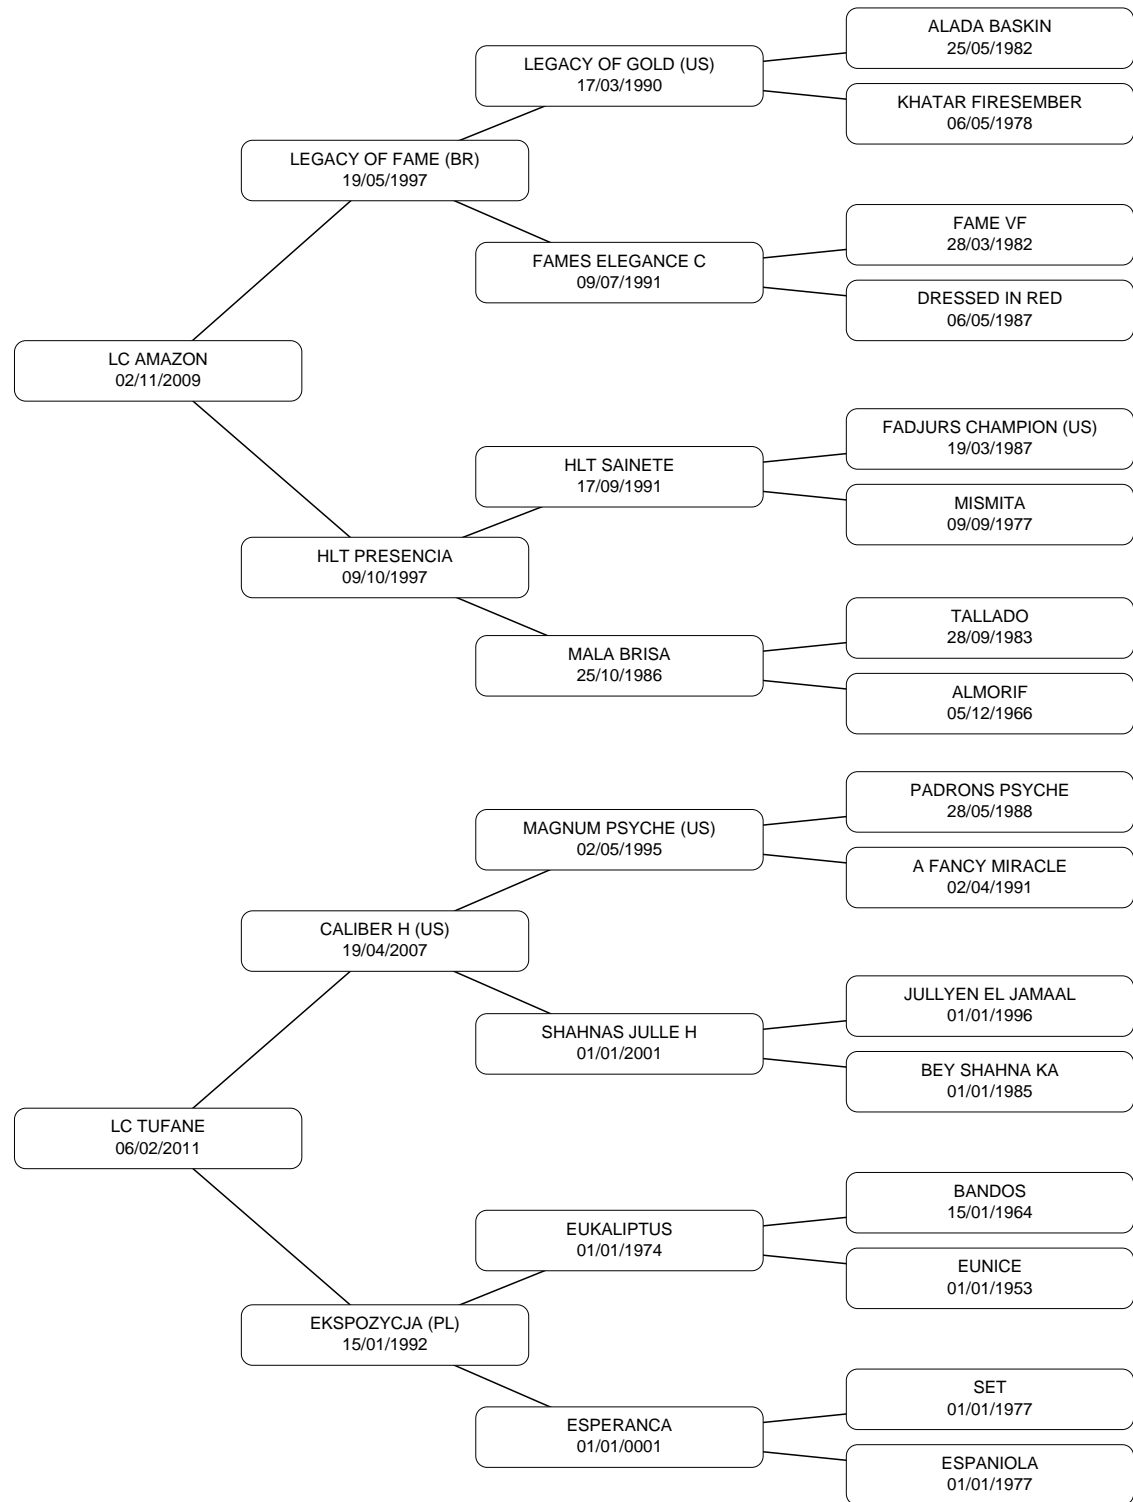 ALADA BASKIN
25/05/1982
LEGACY OF GOLD (US)
17/03/1990
KHATAR FIRESEMBER
06/05/1978
LEGACY OF FAME (BR)
19/05/1997
FAME VF
28/03/1982
FAMES ELEGANCE C
09/07/1991
DRESSED IN RED
06/05/1987
LC AMAZON
02/11/2009
FADJURS CHAMPION (US)
19/03/1987
HLT SAINETE
17/09/1991
MISMITA
09/09/1977
HLT PRESENCIA
09/10/1997
TALLADO
28/09/1983
MALA BRISA
25/10/1986
ALMORIF
05/12/1966
PADRONS PSYCHE
28/05/1988
MAGNUM PSYCHE (US)
02/05/1995
A FANCY MIRACLE
02/04/1991
CALIBER H (US)
19/04/2007
JULLYEN EL JAMAAL
01/01/1996
SHAHNAS JULLE H
01/01/2001
BEY SHAHNA KA
01/01/1985
LC TUFANE
06/02/2011
BANDOS
15/01/1964
EUKALIPTUS
01/01/1974
EUNICE
01/01/1953
EKSPOZYCJA (PL)
15/01/1992
SET
01/01/1977
ESPERANCA
01/01/0001
ESPANIOLA
01/01/1977